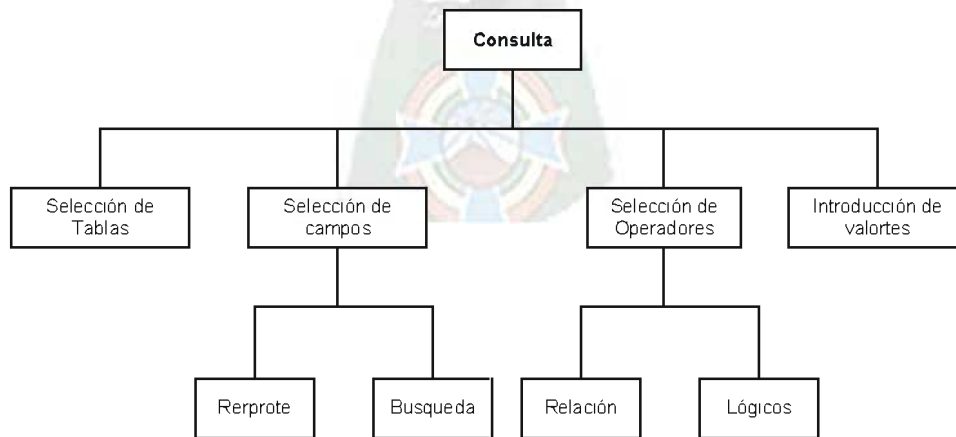 Consulta
Selección de
Tablas
Selección de
campos
Selección de
Operadores
Introducción de
valortes
Rerprote
Busqueda
Relación
Lógicos